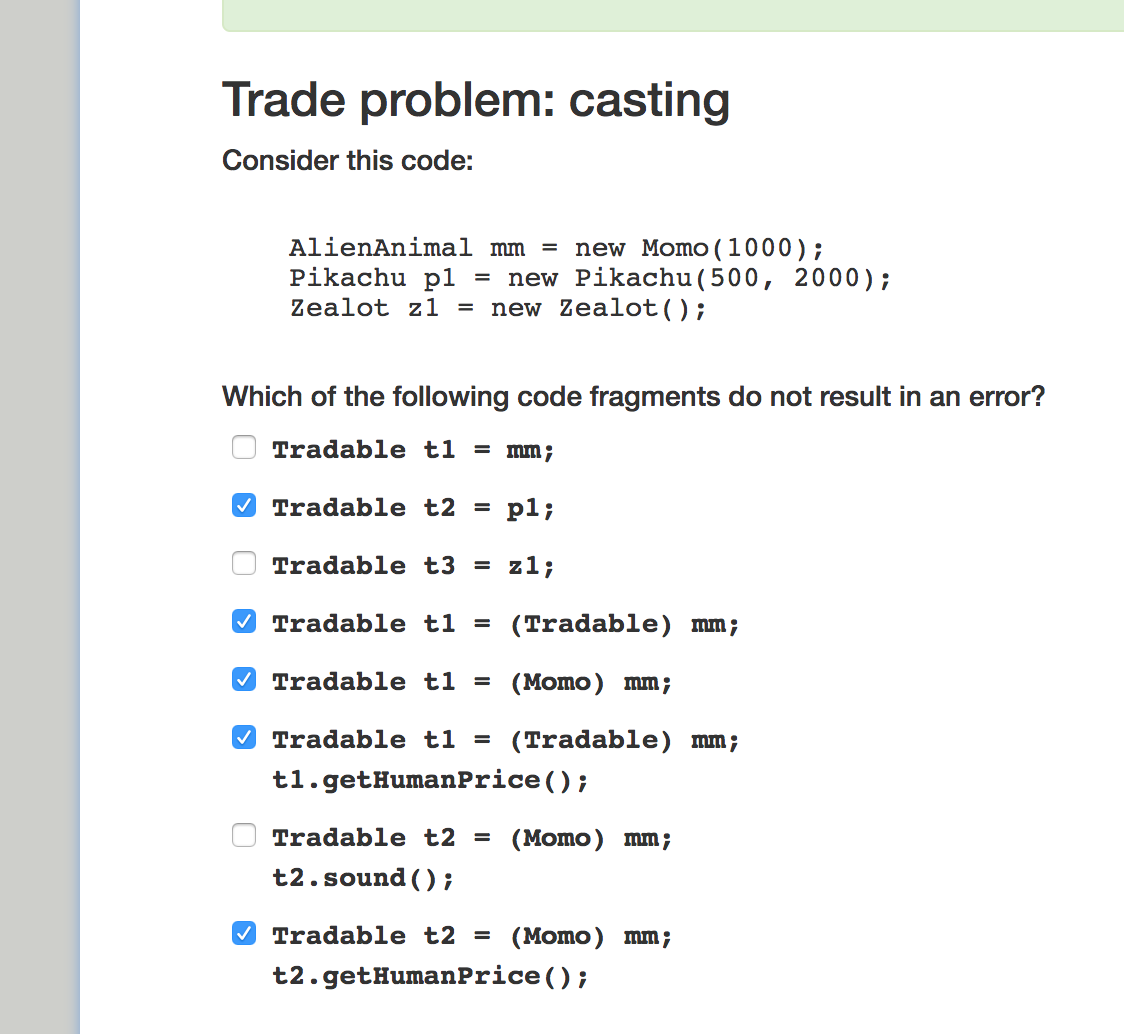 Trade problem: casting
Consider this code:
AlienAnimal mm = new Momo(1000);
Pikachu p1 = new Pikachu(500, 2000);
Zealot z1 = new Zealot();
Which of the following code fragments do not result in an error?
Tradable t1 = mm;
Tradable t2 = p1;
Tradable t3 = z1;
Tradable t1 = (Tradable) mm;
Tradable t1 = (Momo) mm;
Tradable t1 = (Tradable) mm;
t1.getHumanPrice();
Tradable t2 = (Momo) mm;
t2.sound();
Tradable t2 = (Momo) mm;
t2.getHumanPrice();